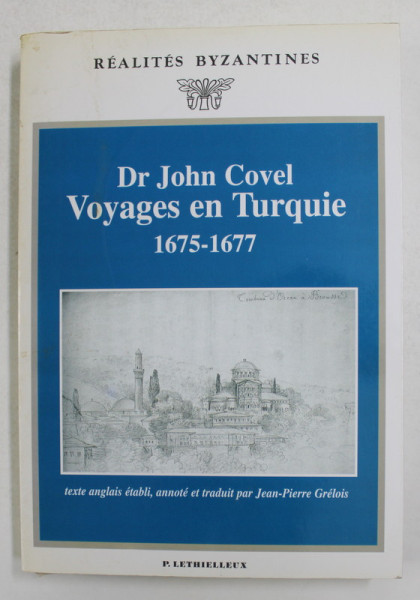 RÉALITÉS BYZANTINES
Dr John Covel
Voyages en Turquie
1675-1677
texte anglais établi, annoté et traduit par Jean-Pierre Grélois
P. LETHIELLEUX